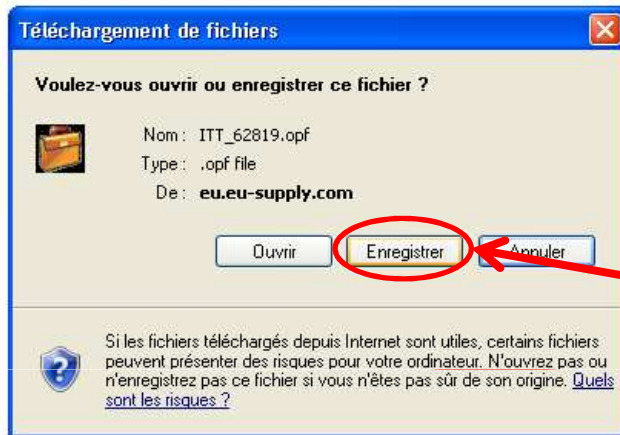 Téléchargement de fichiers
Voulez-vous ouvrir ou enregistrer ce fichier ?
Nom : ITT_62819.opf
Type : .opf file
De : eu.eu-supply.com
Ouvrir Enregistrer Annuler
Si les fichiers téléchargés depuis Internet sont utiles, certains fichiers
peuvent présenter des risques pour votre ordinateur. N'ouvrez pas ou
n'enregistrez pas ce fichier si vous n'êtes pas sûr de son origine. Quels
sont les risques ?